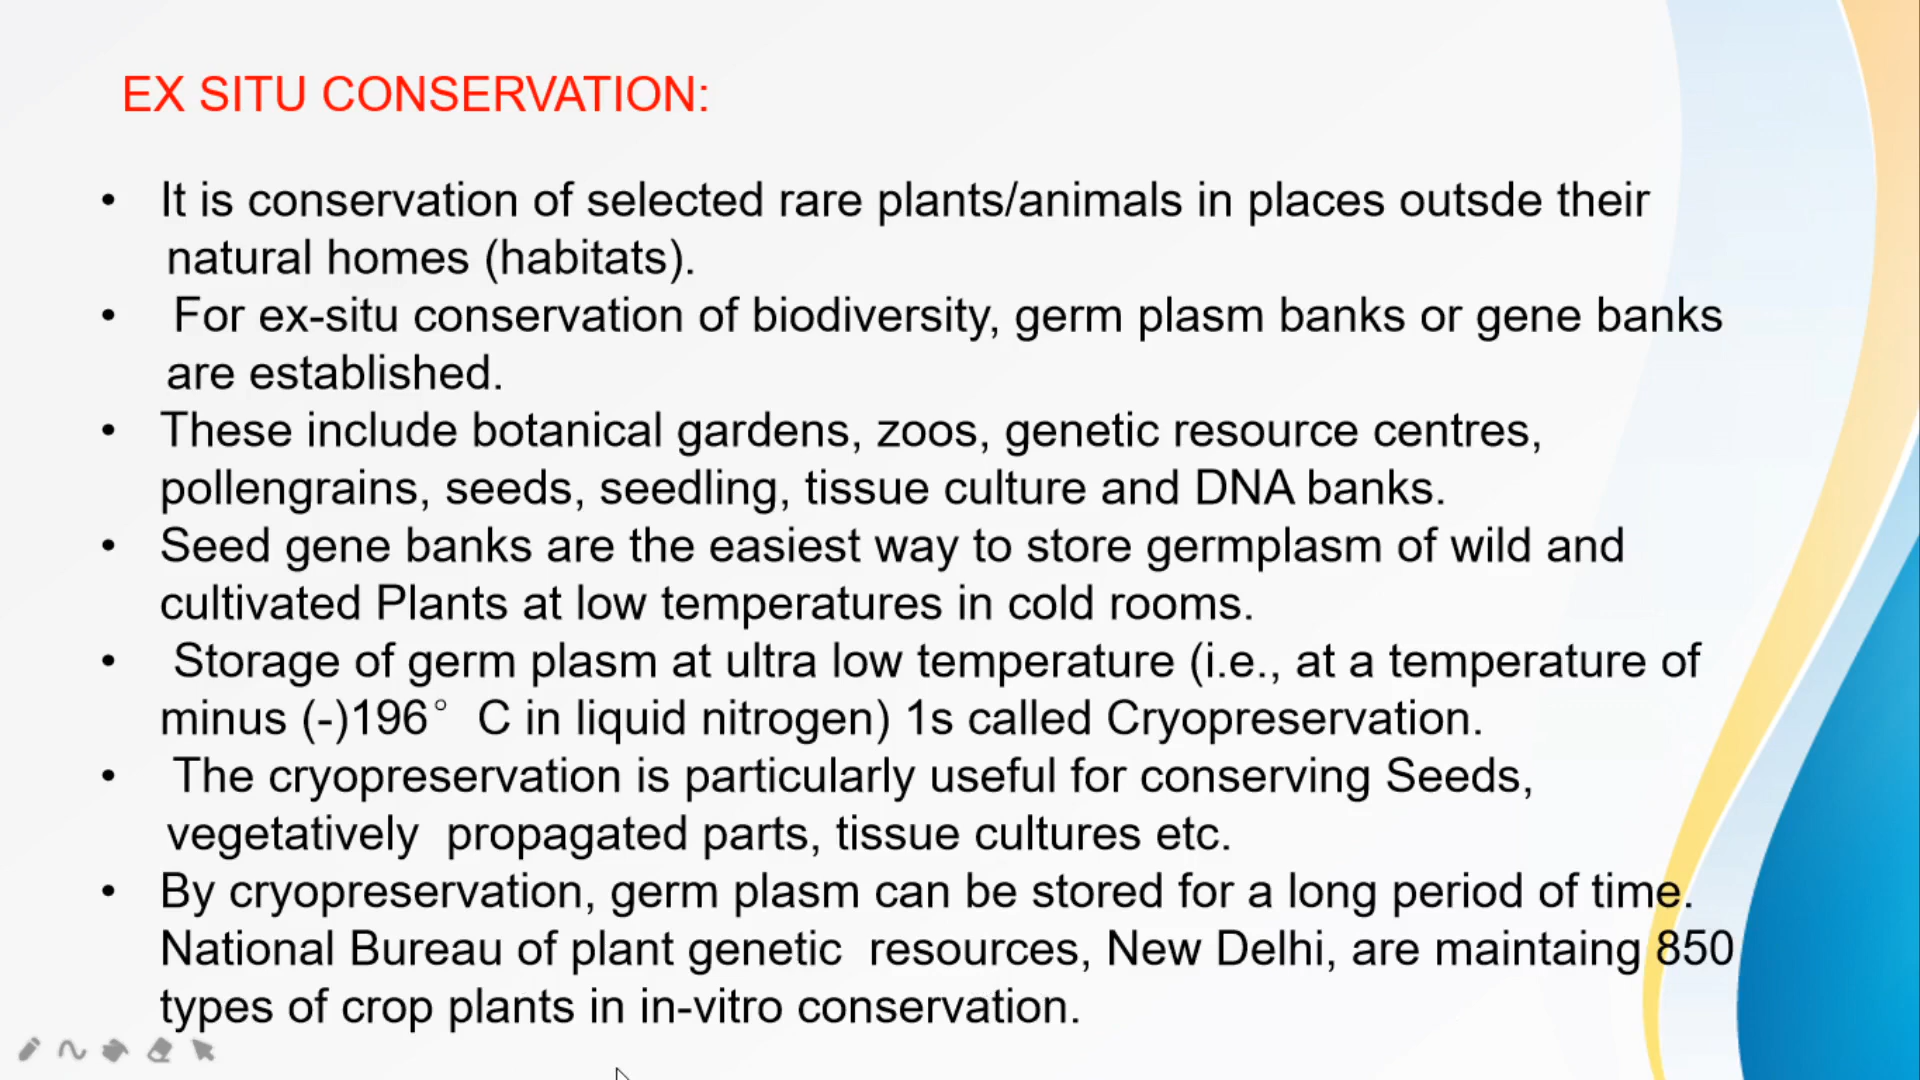 EX SITU CONSERVATION:
• It is conservation of selected rare plants/animals in places outsde their
natural homes (habitats).
• For ex-situ conservation of biodiversity, germ plasm banks or gene banks
are established.
• These include botanical gardens, zoos, genetic resource centres,
pollengrains, seeds, seedling, tissue culture and DNA banks.
• Seed gene banks are the easiest way to store germplasm of wild and
cultivated Plants at low temperatures in cold rooms.
• Storage of germ plasm at ultra low temperature (i.e., at a temperature of
minus (-)196° C in liquid nitrogen) 1s called Cryopreservation.
• The cryopreservation is particularly useful for conserving Seeds,
vegetatively propagated parts, tissue cultures etc.
• By cryopreservation, germ plasm can be stored for a long period of time.
National Bureau of plant genetic resources, New Delhi, are maintaing 850
types of crop plants in in-vitro conservation.